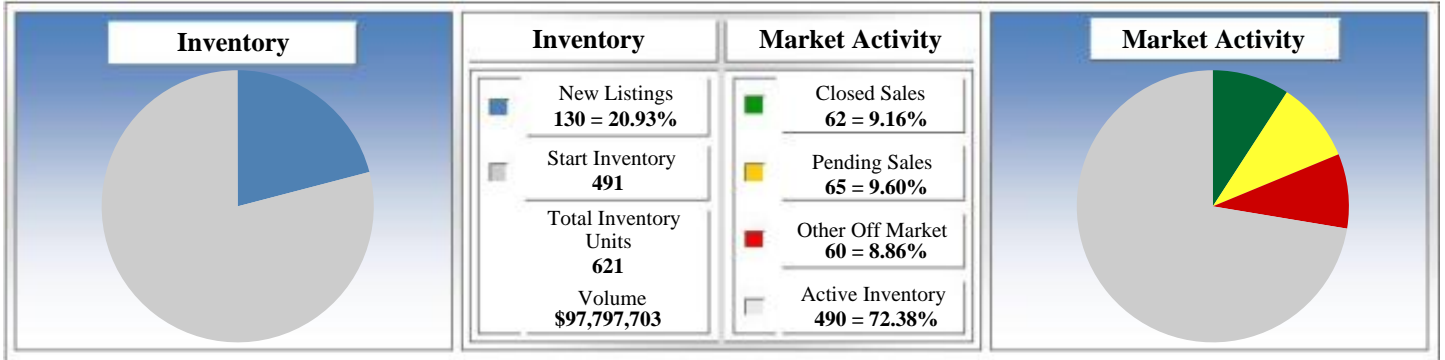 Inventory
Inventory
New Listings
130 = 20.93%
Start Inventory
491
Total Inventory
Units
621
Volume
$97,797,703
Market Activity
Closed Sales
62 = 9.16%
Pending Sales
65 = 9.60%
Other Off Market
60 = 8.86%
Active Inventory
490 = 72.38%
Market Activity